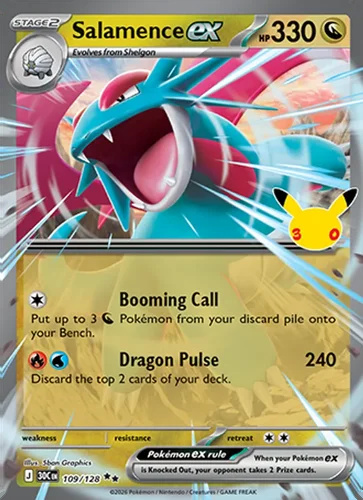 STAGE2 Salamence ex HP 330
Evolves from Shelgon
30
Booming Call
Put up to 3 Pokémon from your discard pile onto
your Bench.
Dragon Pulse 240
Discard the top 2 cards of your deck.
weakness resistance retreat
Illus. 5ban Graphics
Pokémon ex rule
When your Pokémon ex
is Knocked Out, your opponent takes 2 Prize cards.
J 30C EN 109/128 ★★
©2026 Pokémon / Nintendo / Creatures / GAME FREAK